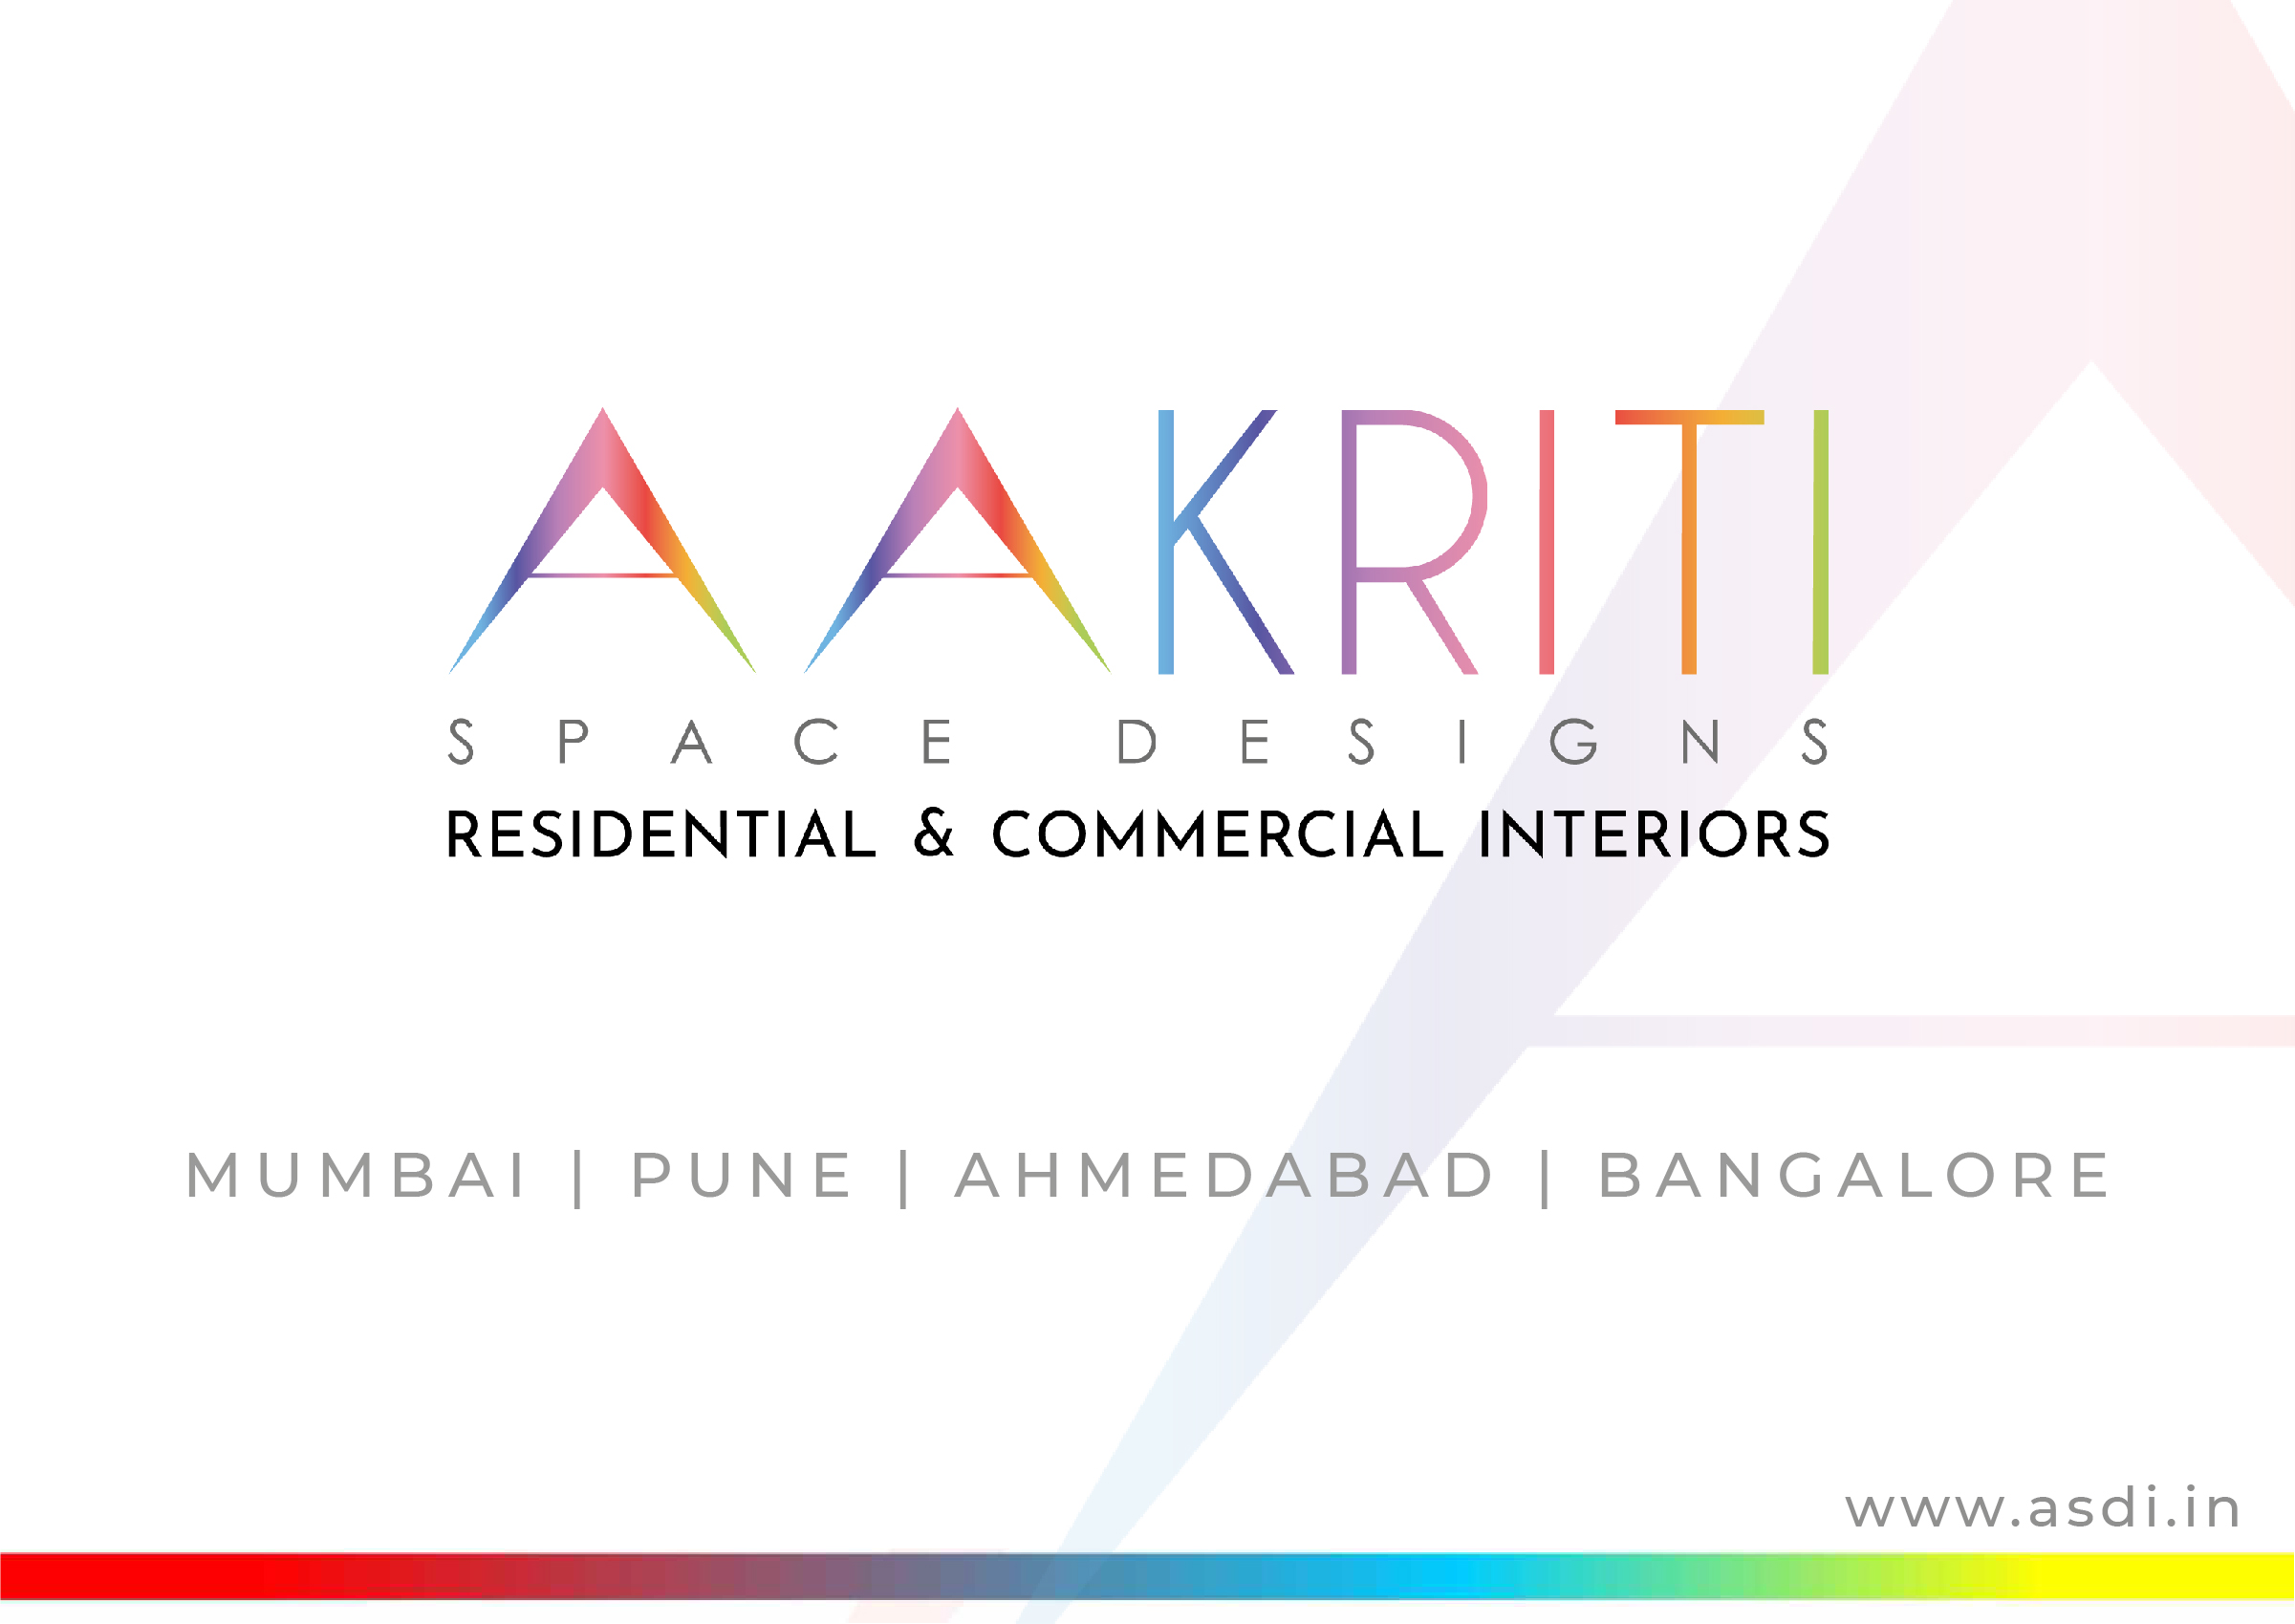 AAKRITI
SPACE DESIGNS
RESIDENTIAL & COMMERCIAL INTERIORS
MUMBAI | PUNE | AHMEDABAD | BANGALORE
www.asdi.in